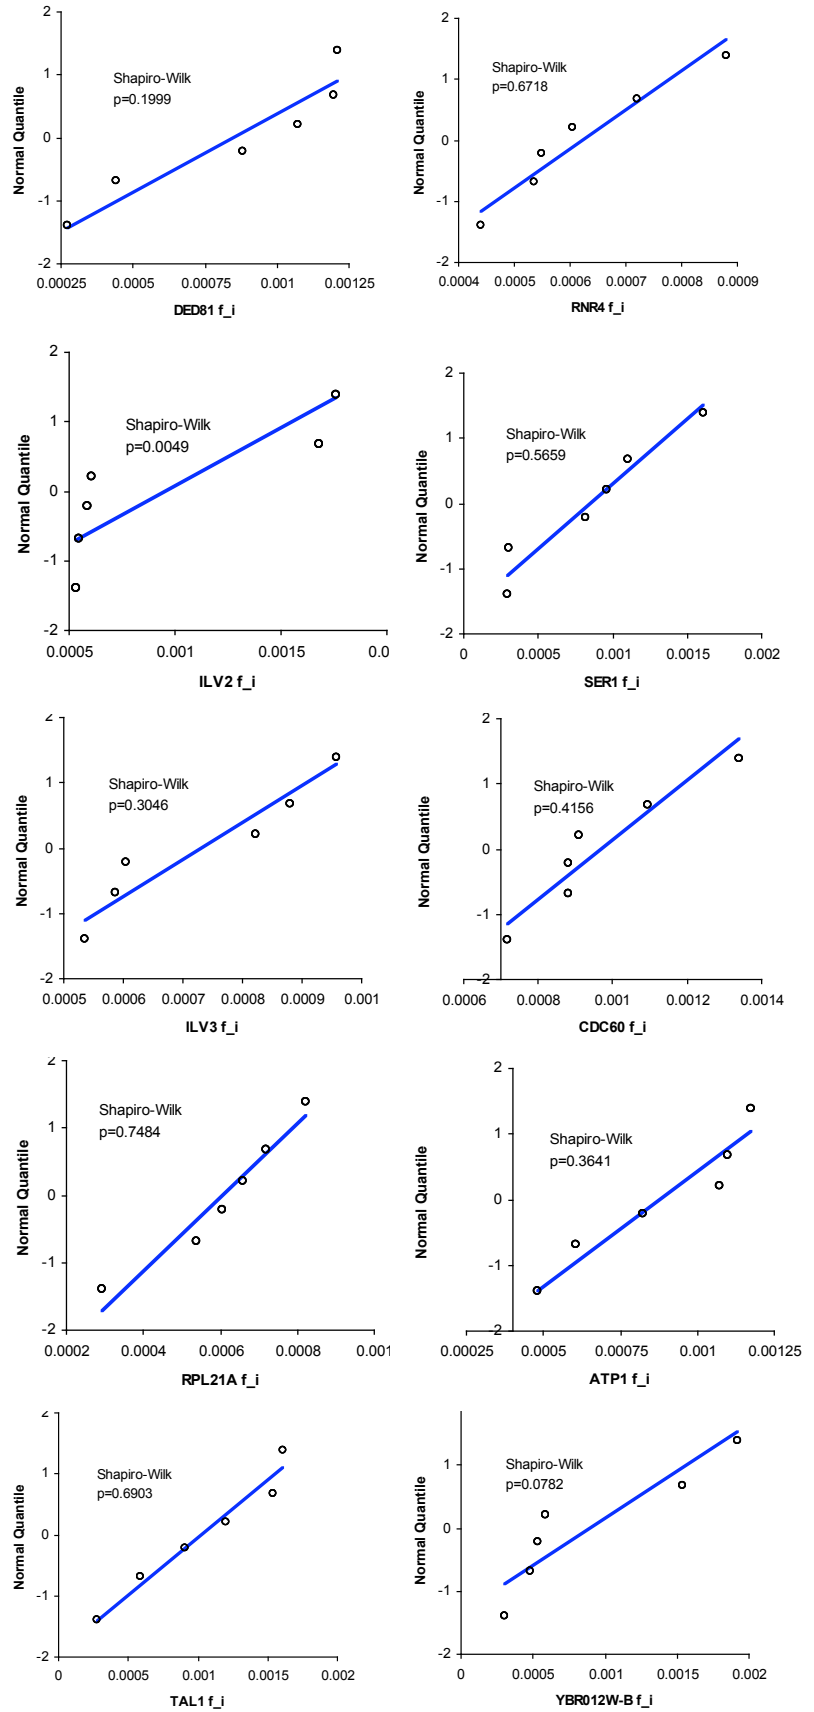 2
1
0
-1
-2
Normal Quantile
Shapiro-Wilk
p=0.1999
0.00025 0.0005 0.00075 0.001 0.00125
DED81 f_i
2
1
0
-1
-2
Normal Quantile
Shapiro-Wilk
p=0.6718
0.0004 0.0005 0.0006 0.0007 0.0008 0.0009
RNR4 f_i
2
1
0
-1
-2
Normal Quantile
Shapiro-Wilk
p=0.0049
0.0005 0.001 0.0015 0.0
ILV2 f_i
2
1
0
-1
-2
Normal Quantile
Shapiro-Wilk
p=0.5659
0 0.0005 0.001 0.0015 0.002
SER1 f_i
2
1
0
-1
-2
Normal Quantile
Shapiro-Wilk
p=0.3046
0.0005 0.0006 0.0007 0.0008 0.0009 0.001
ILV3 f_i
2
1
0
-1
-2
Normal Quantile
Shapiro-Wilk
p=0.4156
0.0006 0.0008 0.001 0.0012 0.0014
CDC60 f_i
2
1
0
-1
-2
Normal Quantile
Shapiro-Wilk
p=0.7484
0.0002 0.0004 0.0006 0.0008 0.001
RPL21A f_i
2
1
0
-1
-2
Normal Quantile
Shapiro-Wilk
p=0.3641
0.00025 0.0005 0.00075 0.001 0.00125
ATP1 f_i
2
1
0
-1
-2
Normal Quantile
Shapiro-Wilk
p=0.6903
0 0.0005 0.001 0.0015 0.002
TAL1 f_i
1
0
-1
-2
Normal Quantile
Shapiro-Wilk
p=0.0782
0 0.0005 0.001 0.0015 0.002
YBR012W-B f_i